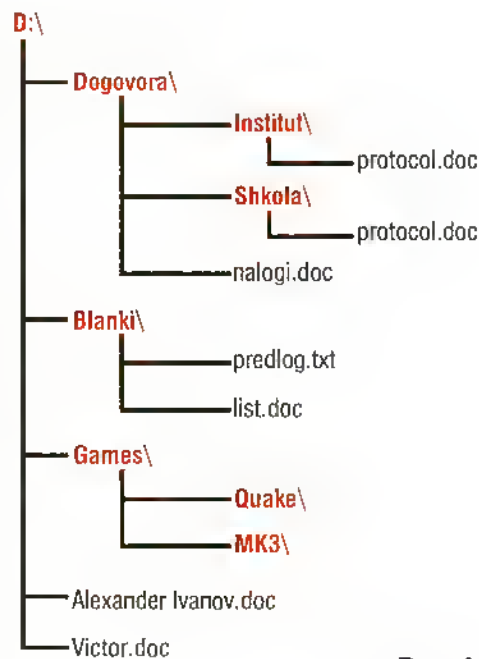 D:\
Dogovora\
Institut\
protocol.doc
Shkola\
protocol.doc
nalogi.doc
Blanki\
predlog.txt
list.doc
Games\
Quake\
MK3\
Alexander Ivanov.doc
Victor.doc